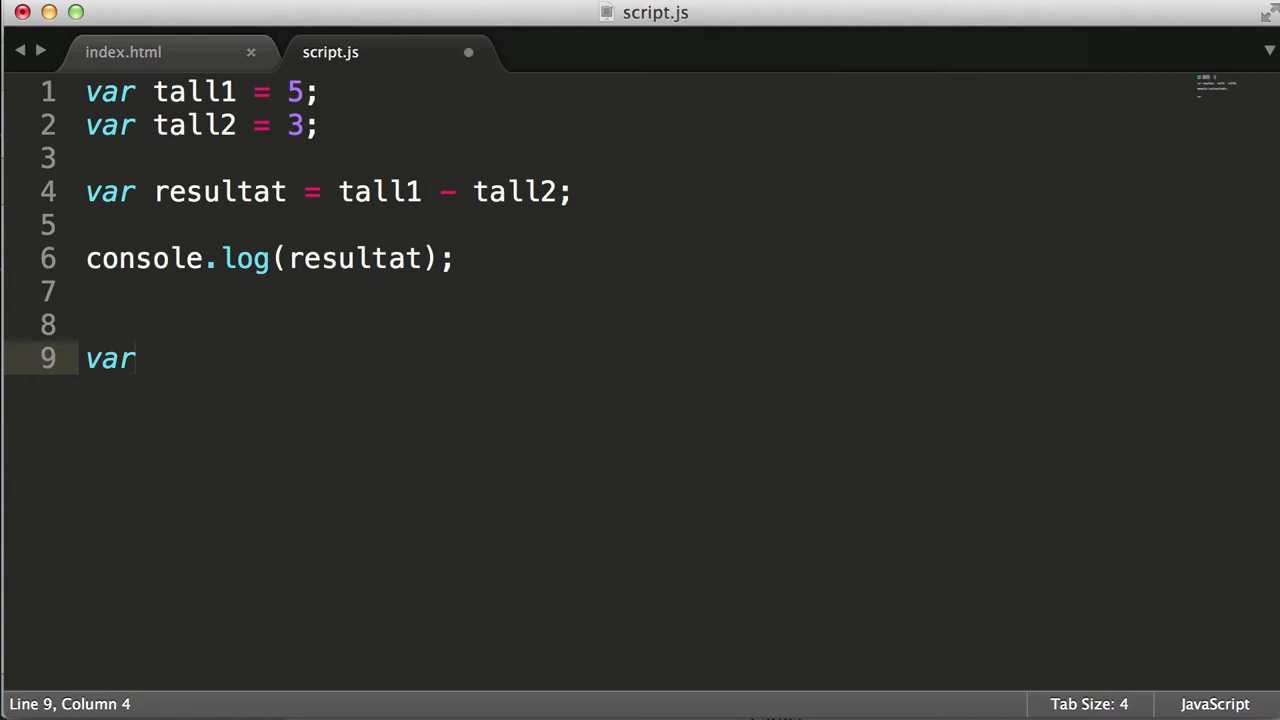 script.js
index.html
script.js
1 var tall1 = 5;
2 var tall2 = 3;
3
4 var resultat = tall1 - tall2;
5
6 console.log(resultat);
7
8
9 var
Line 9, Column 4
Tab Size: 4
JavaScript